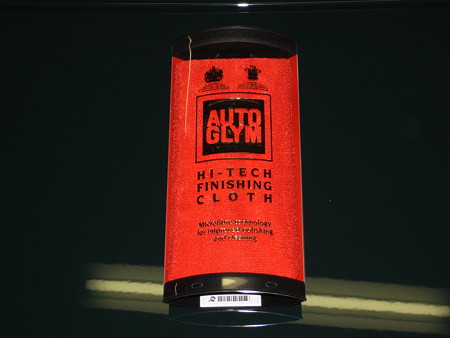 AUTO
GLYM
HI-TECH
FINISHING
CLOTH
Microfibre technology
for improved polishing
and cleaning